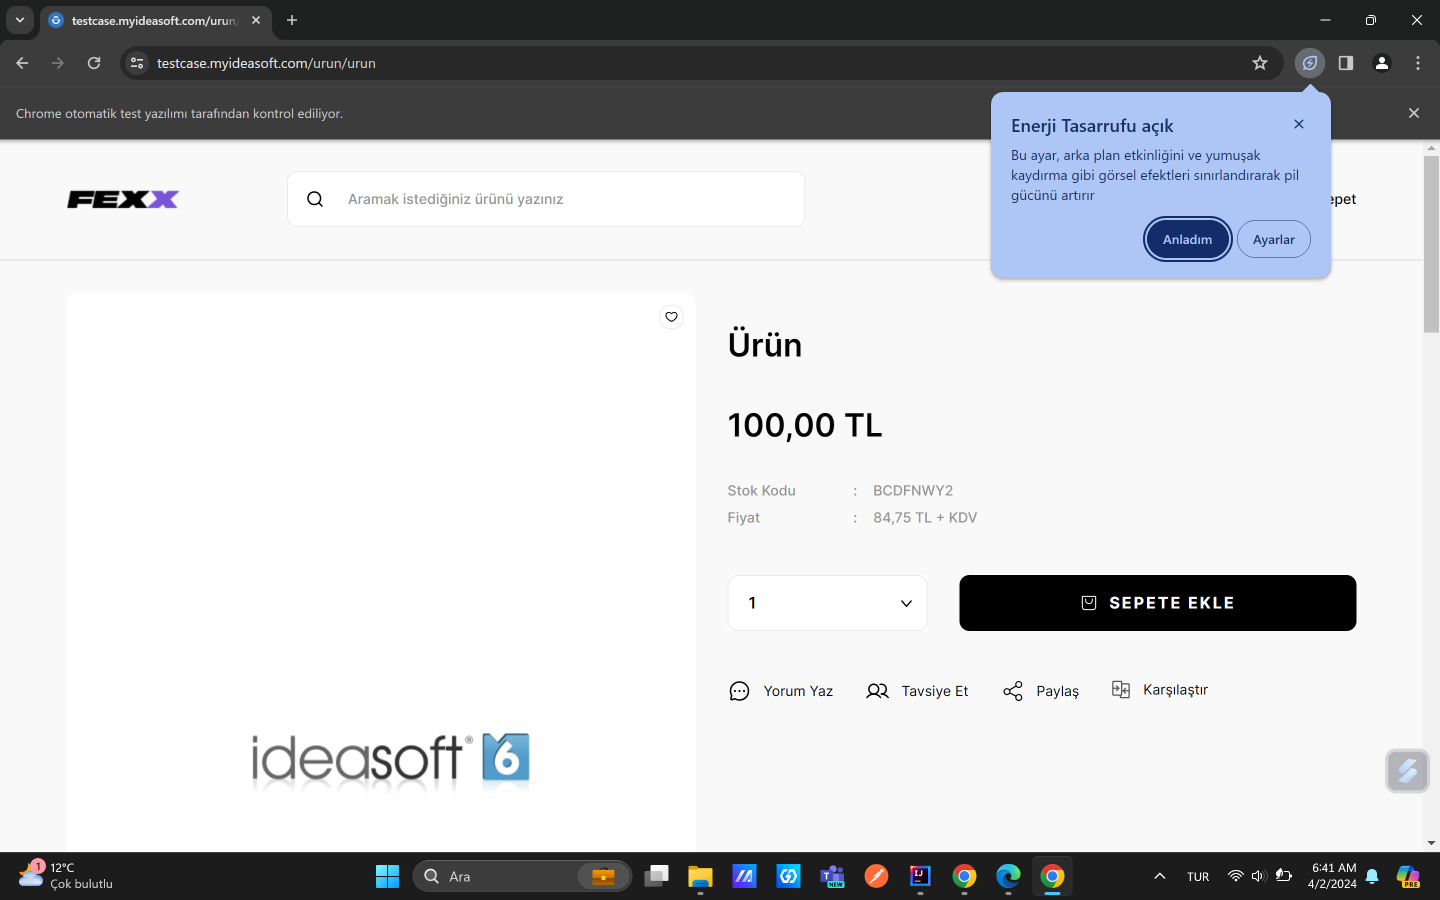 testcase.myideasoft.com/urun/
testcase.myideasoft.com/urun/urun
Chrome otomatik test yazılımı tarafından kontrol ediliyor.
Enerji Tasarrufu açık
Bu ayar, arka plan etkinliğini ve yumuşak
kaydırma gibi görsel efektleri sınırlandırarak pil
gücünü artırır
Anladım
Ayarlar
FEXX
Aramak istediğiniz ürünü yazınız
epet
Ürün
100,00 TL
Stok Kodu : BCDFNWY2
Fiyat : 84,75 TL + KDV
1
SEPETE EKLE
Yorum Yaz
Tavsiye Et
Paylaş
Karşılaştır
ideasoft® 6
1
12°C
Çok bulutlu
Ara
NEW
IJ
TUR
6:41 AM
4/2/2024
PRE